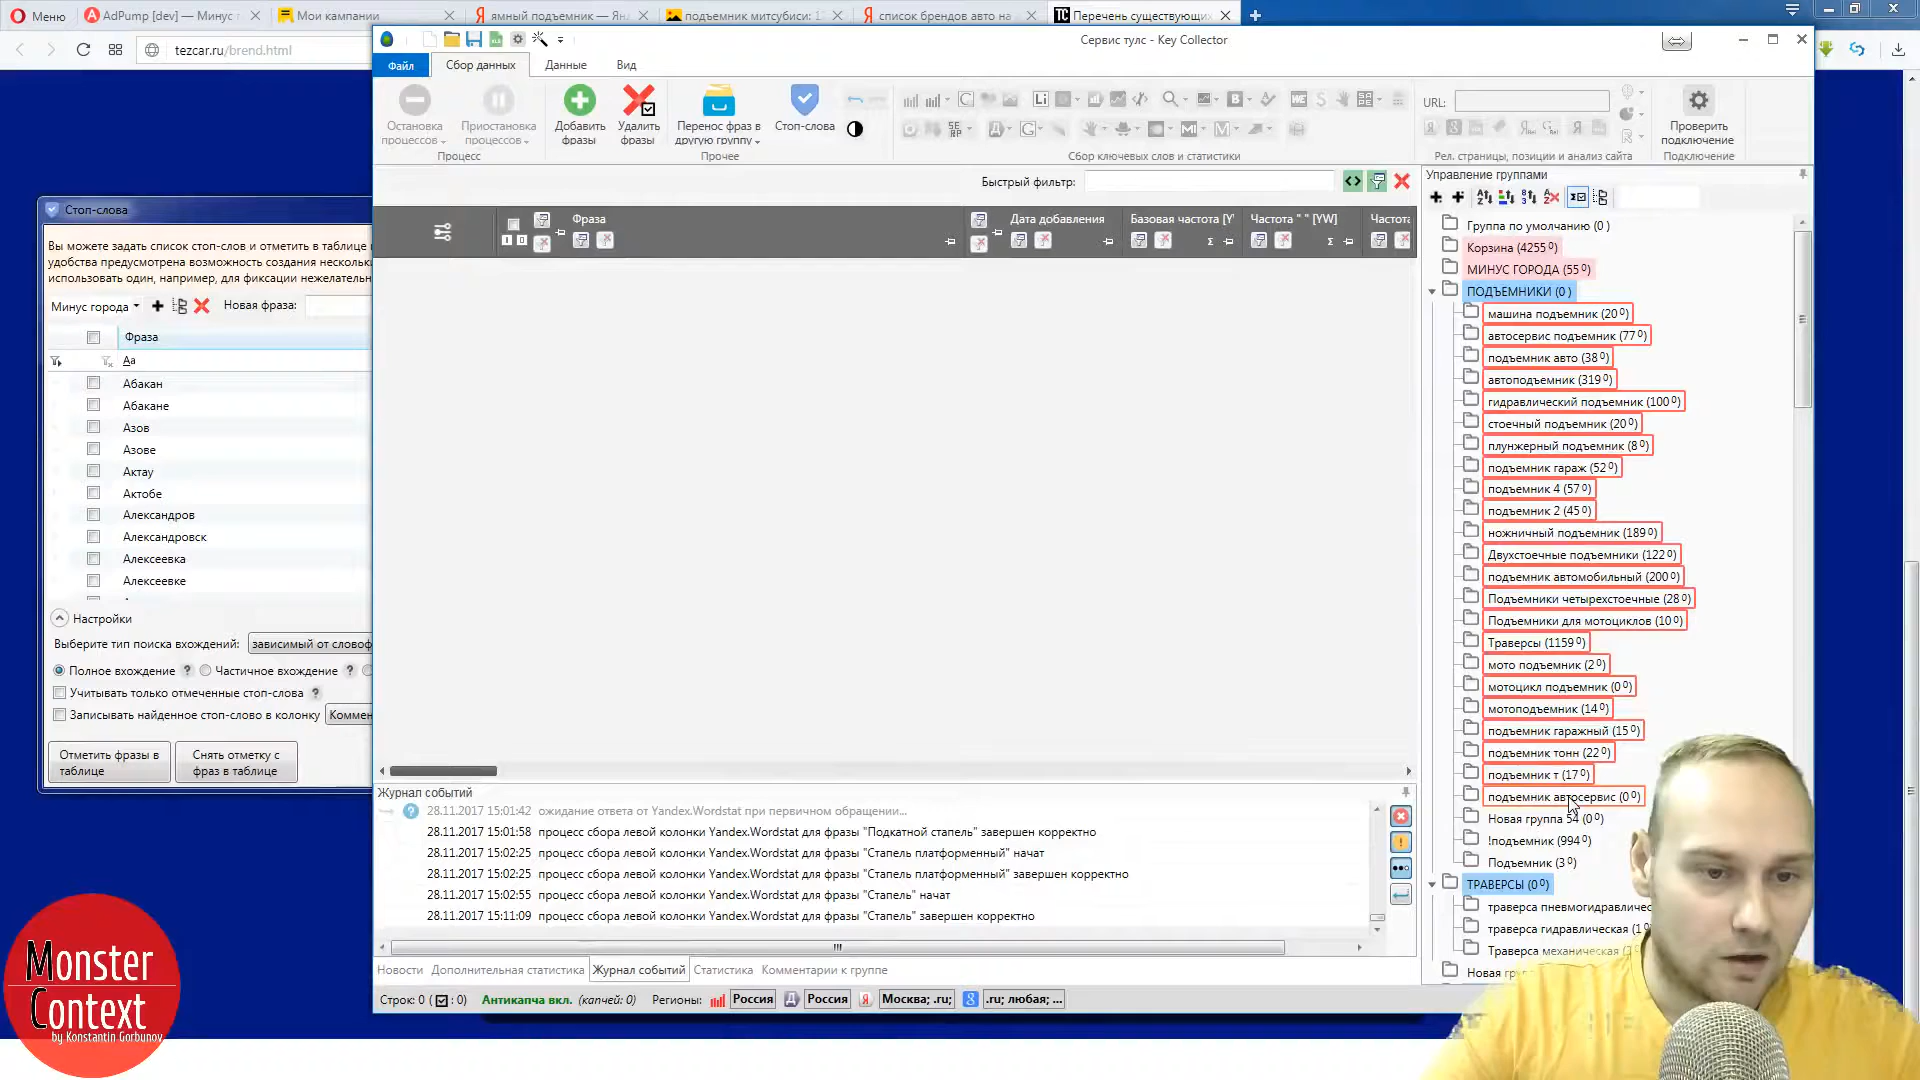 Меню
AdPump [dev] — Минус
Мои кампании
ямный подъемник — Ян
подъемник митсубиси: 1
список брендов авто на
Перечень существующих
tezcar.ru/brend.html
Сервис тулс - Key Collector
Файл
Сбор данных
Данные
Вид
Остановка процессов
Приостановка процессов
Добавить фразы
Удалить фразы
Перенос фраз в другую группу
Стоп-слова
URL:
Проверить подключение
Процесс
Прочее
Сбор ключевых слов и статистики
Рел. страницы, позиции и анализ сайта
Подключение
Быстрый фильтр:
Фраза
Дата добавления
Базовая частота [Y
Частота " " [YW]
Частота
Управление группами
Группа по умолчанию (0 )
Корзина (4255 0)
МИНУС ГОРОДА (55 0)
ПОДЪЕМНИКИ (0 )
машина подъемник (20 0)
автосервис подъемник (77 0)
подъемник авто (38 0)
автоподъемник (319 0)
гидравлический подъемник (100 0)
стоечный подъемник (20 0)
плунжерный подъемник (8 0)
подъемник гараж (52 0)
подъемник 4 (57 0)
подъемник 2 (45 0)
ножничный подъемник (189 0)
Двухстоечные подъемники (122 0)
подъемник автомобильный (200 0)
Подъемники четырехстоечные (28 0)
Подъемники для мотоциклов (10 0)
Траверсы (1159 0)
мото подъемник (2 0)
мотоцикл подъемник (0 0)
мотоподъемник (14 0)
подъемник гаражный (15 0)
подъемник тонн (22 0)
подъемник т (17 0)
подъемник автосервис (0 0)
Новая группа 54 (0 0)
!подъемник (994 0)
Подъемник (3 0)
ТРАВЕРСЫ (0 0)
траверса пневмогидравличес
траверса гидравлическая (1
Траверса механическая
Новая
Стоп-слова
Вы можете задать список стоп-слов и отметить в таблице
удобства предусмотрена возможность создания нескольк
использовать один, например, для фиксации нежелатель
Минус города
Новая фраза:
Фраза
Aa
Абакан
Абакане
Азов
Азове
Актау
Актобе
Александров
Александровск
Алексеевка
Алексеевке
Настройки
Выберите тип поиска вхождений:
зависимый от словоф
Полное вхождение ?
Частичное вхождение ?
Учитывать только отмеченные стоп-слова ?
Записывать найденное стоп-слово в колонку
Коммен
Отметить фразы в таблице
Снять отметку с фраз в таблице
Журнал событий
28.11.2017 15:01:42 ожидание ответа от Yandex.Wordstat при первичном обращении...
28.11.2017 15:01:58 процесс сбора левой колонки Yandex.Wordstat для фразы "Подкатной стапель" завершен корректно
28.11.2017 15:02:25 процесс сбора левой колонки Yandex.Wordstat для фразы "Стапель платформенный" начат
28.11.2017 15:02:25 процесс сбора левой колонки Yandex.Wordstat для фразы "Стапель платформенный" завершен корректно
28.11.2017 15:02:55 процесс сбора левой колонки Yandex.Wordstat для фразы "Стапель" начат
28.11.2017 15:11:09 процесс сбора левой колонки Yandex.Wordstat для фразы "Стапель" завершен корректно
Новости
Дополнительная статистика
Журнал событий
Статистика
Комментарии к группе
Строк: 0 ( : 0)
Антикапча вкл. (капчей: 0)
Регионы:
Россия
Россия
Москва; .ru;
.ru; любая; ...
Monster
Context
by Konstantin Gorbunov